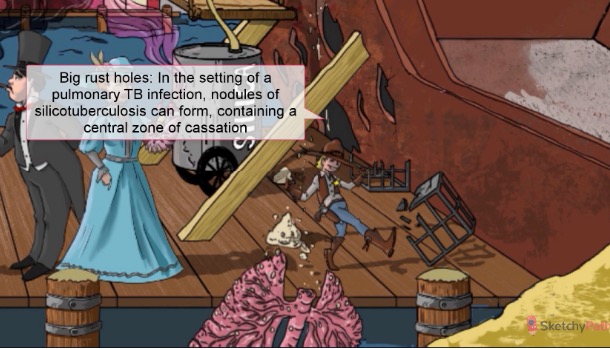 Big rust holes: In the setting of a
pulmonary TB infection, nodules of
silicotuberculosis can form, containing a
central zone of cassation
SketchyPath